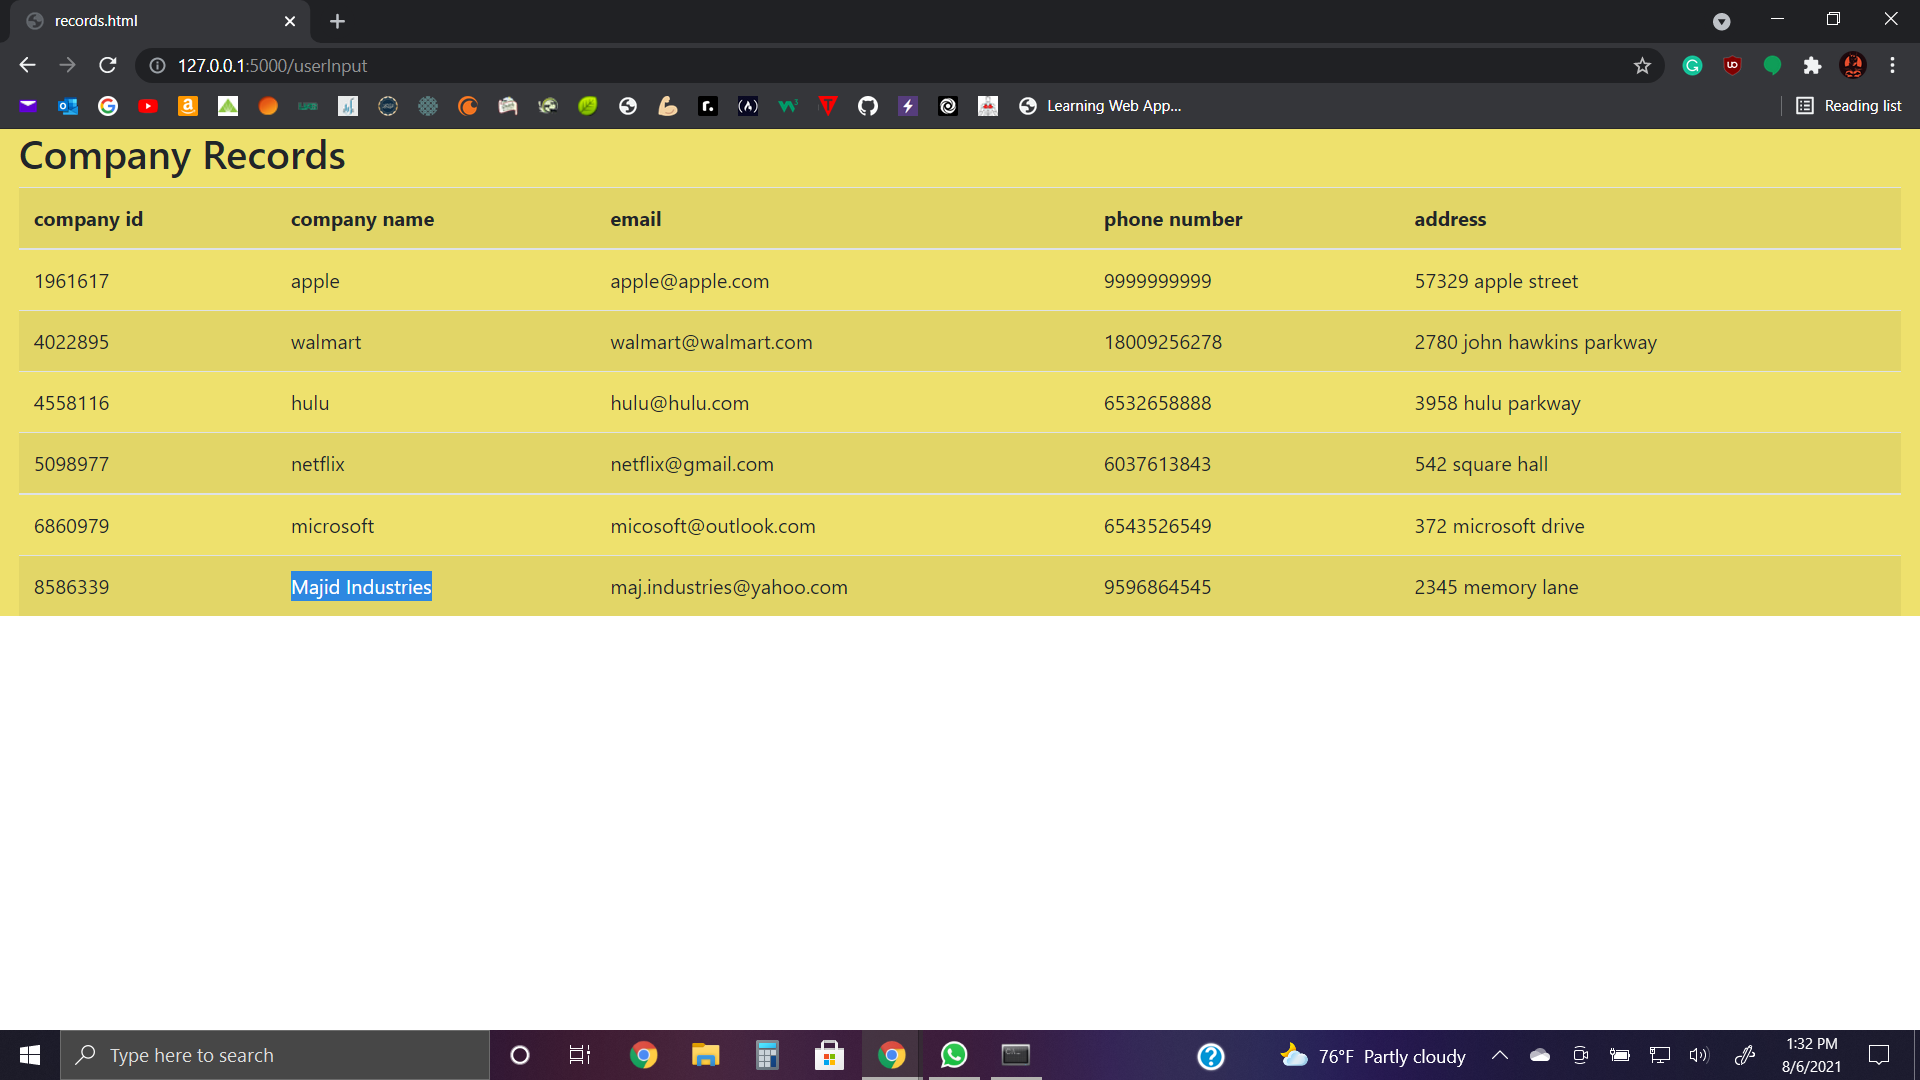 records.html
127.0.0.1:5000/userInput
Learning Web App...
Reading list
Company Records
company id company name email phone number address
1961617 apple apple@apple.com 9999999999 57329 apple street
4022895 walmart walmart@walmart.com 18009256278 2780 john hawkins parkway
4558116 hulu hulu@hulu.com 6532658888 3958 hulu parkway
5098977 netflix netflix@gmail.com 6037613843 542 square hall
6860979 microsoft micosoft@outlook.com 6543526549 372 microsoft drive
8586339 Majid Industries maj.industries@yahoo.com 9596864545 2345 memory lane
Type here to search
76°F Partly cloudy
1:32 PM
8/6/2021